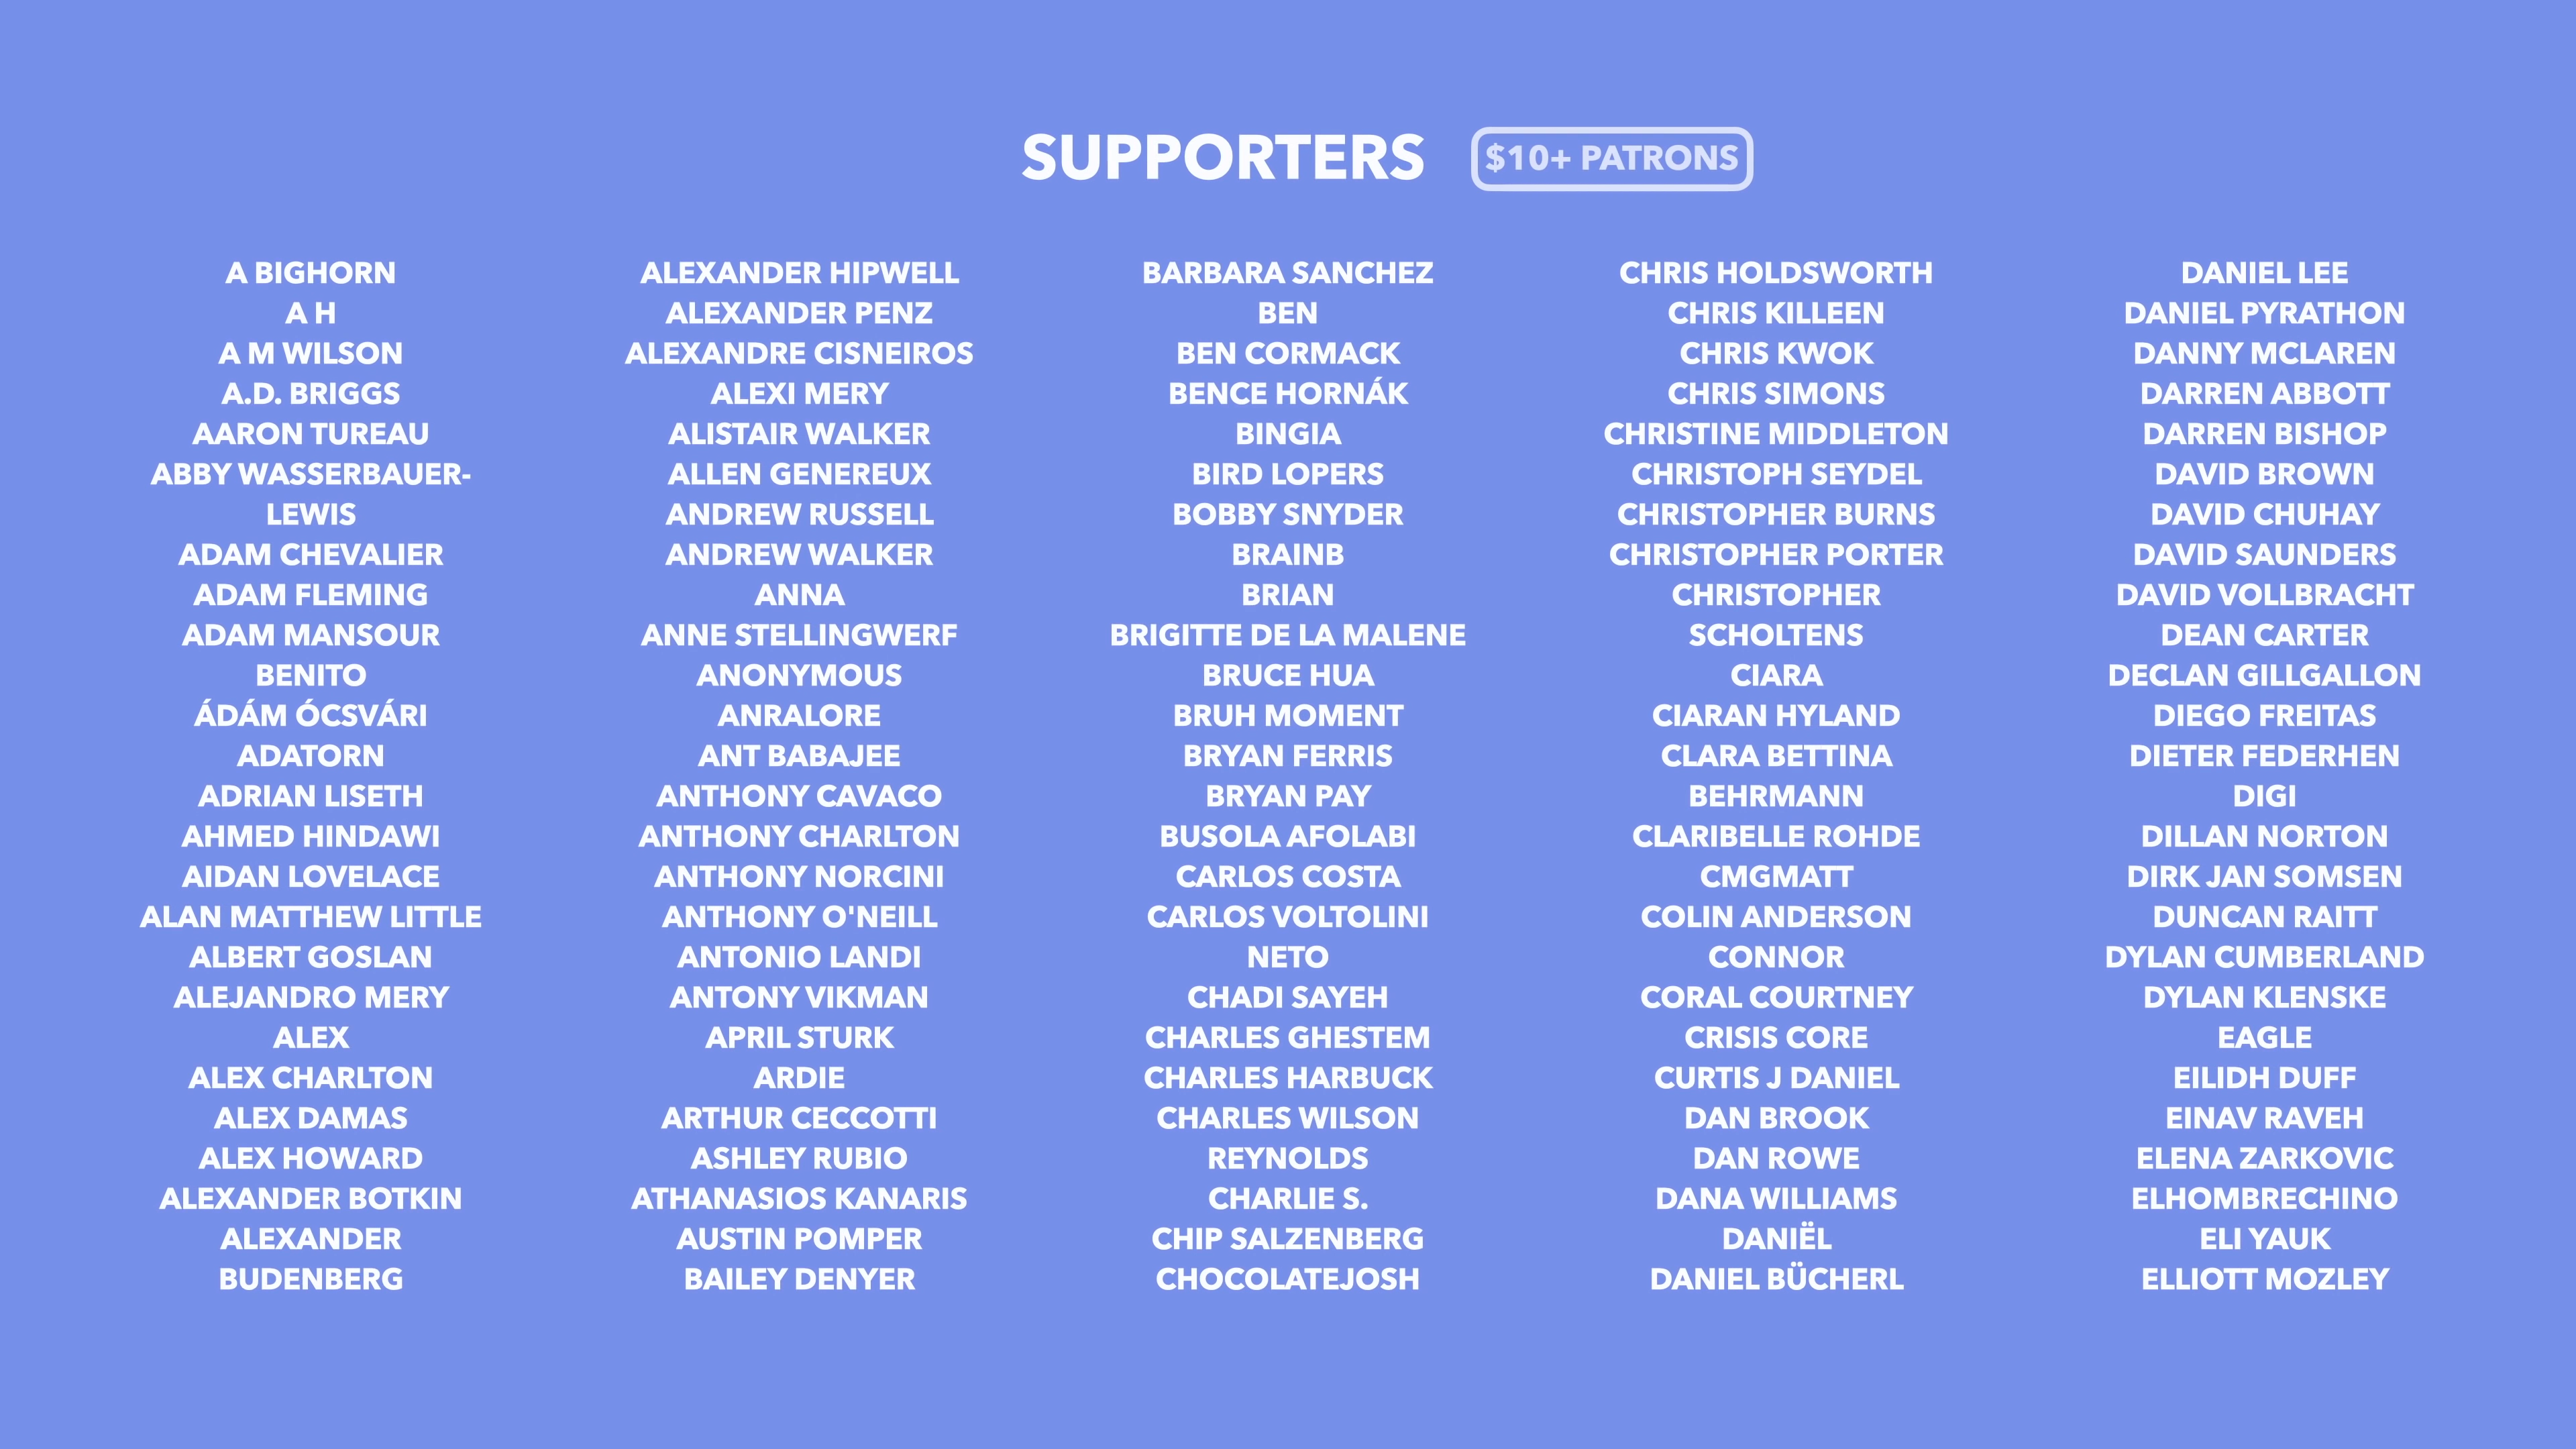 SUPPORTERS
$10+ PATRONS
A BIGHORN
A H
A M WILSON
A.D. BRIGGS
AARON TUREAU
ABBY WASSERBAUER-
LEWIS
ADAM CHEVALIER
ADAM FLEMING
ADAM MANSOUR
BENITO
ÁDÁM ÓCSVÁRI
ADATORN
ADRIAN LISETH
AHMED HINDAWI
AIDAN LOVELACE
ALAN MATTHEW LITTLE
ALBERT GOSLAN
ALEJANDRO MERY
ALEX
ALEX CHARLTON
ALEX DAMAS
ALEX HOWARD
ALEXANDER BOTKIN
ALEXANDER
BUDENBERG
ALEXANDER HIPWELL
ALEXANDER PENZ
ALEXANDRE CISNEIROS
ALEXI MERY
ALISTAIR WALKER
ALLEN GENEREUX
ANDREW RUSSELL
ANDREW WALKER
ANNA
ANNE STELLINGWERF
ANONYMOUS
ANRALORE
ANT BABAJEE
ANTHONY CAVACO
ANTHONY CHARLTON
ANTHONY NORCINI
ANTHONY O'NEILL
ANTONIO LANDI
ANTONY VIKMAN
APRIL STURK
ARDIE
ARTHUR CECCOTTI
ASHLEY RUBIO
ATHANASIOS KANARIS
AUSTIN POMPER
BAILEY DENYER
BARBARA SANCHEZ
BEN
BEN CORMACK
BENCE HORNÁK
BINGIA
BIRD LOPERS
BOBBY SNYDER
BRAINB
BRIAN
BRIGITTE DE LA MALENE
BRUCE HUA
BRUH MOMENT
BRYAN FERRIS
BRYAN PAY
BUSOLA AFOLABI
CARLOS COSTA
CARLOS VOLTOLINI
NETO
CHADI SAYEH
CHARLES GHESTEM
CHARLES HARBUCK
CHARLES WILSON
REYNOLDS
CHARLIE S.
CHIP SALZENBERG
CHOCOLATEJOSH
CHRIS HOLDSWORTH
CHRIS KILLEEN
CHRIS KWOK
CHRIS SIMONS
CHRISTINE MIDDLETON
CHRISTOPH SEYDEL
CHRISTOPHER BURNS
CHRISTOPHER PORTER
CHRISTOPHER
SCHOLTENS
CIARA
CIARAN HYLAND
CLARA BETTINA
BEHRMANN
CLARIBELLE ROHDE
CMGMATT
COLIN ANDERSON
CONNOR
CORAL COURTNEY
CRISIS CORE
CURTIS J DANIEL
DAN BROOK
DAN ROWE
DANA WILLIAMS
DANIËL
DANIEL BÜCHERL
DANIEL LEE
DANIEL PYRATHON
DANNY MCLAREN
DARREN ABBOTT
DARREN BISHOP
DAVID BROWN
DAVID CHUHAY
DAVID SAUNDERS
DAVID VOLLBRACHT
DEAN CARTER
DECLAN GILLGALLON
DIEGO FREITAS
DIETER FEDERHEN
DIGI
DILLAN NORTON
DIRK JAN SOMSEN
DUNCAN RAITT
DYLAN CUMBERLAND
DYLAN KLENSKE
EAGLE
EILIDH DUFF
EINAV RAVEH
ELENA ZARKOVIC
ELHOMBRECHINO
ELI YAUK
ELLIOTT MOZLEY